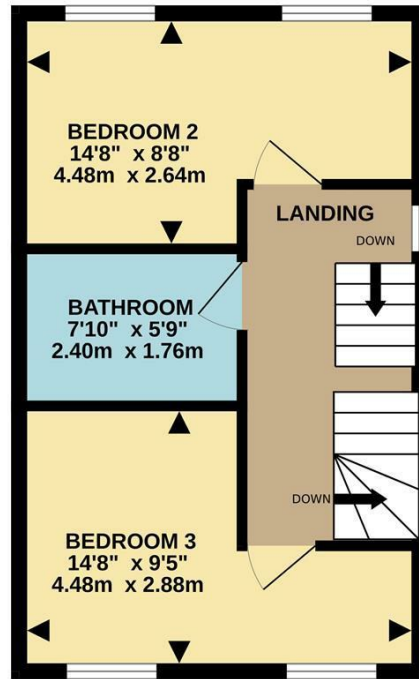 BEDROOM 2
14'8" x 8'8"
4.48m x 2.64m
LANDING
DOWN
BATHROOM
7'10" x 5'9"
2.40m x 1.76m
DOWN
BEDROOM 3
14'8" x 9'5"
4.48m x 2.88m